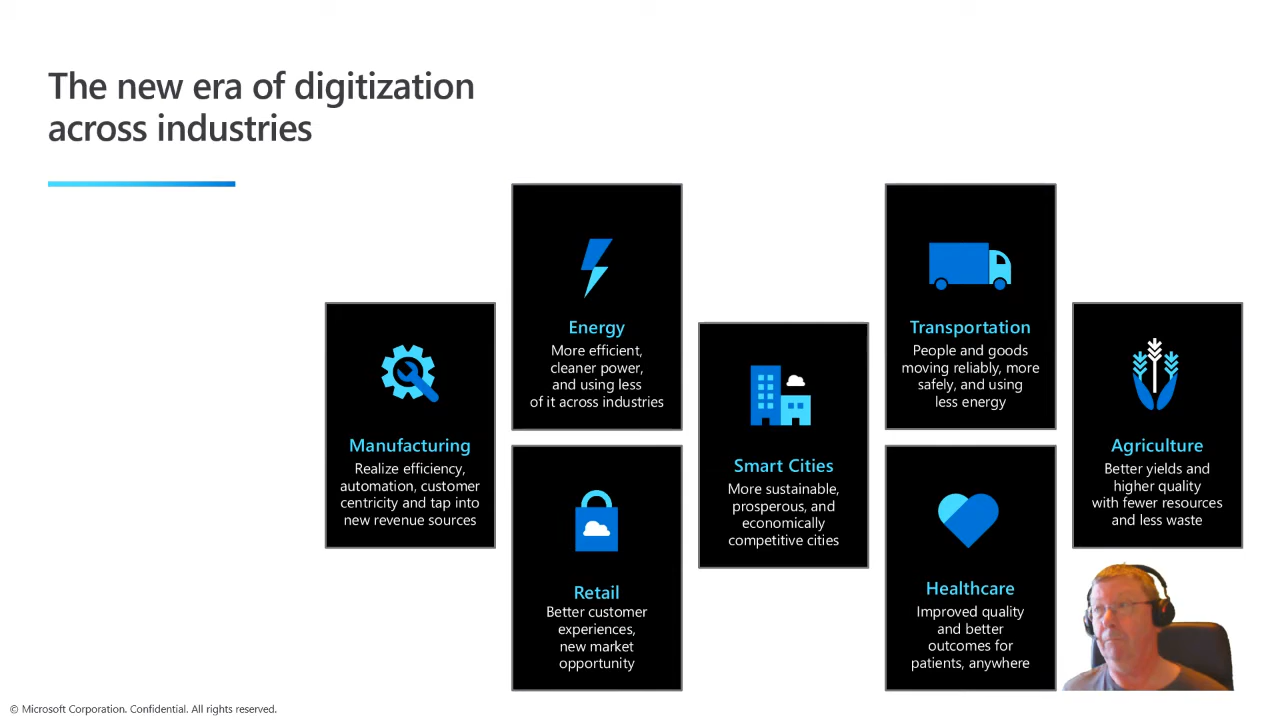 The new era of digitization
across industries
Manufacturing
Realize efficiency,
automation, customer
centricity and tap into
new revenue sources
Energy
More efficient,
cleaner power,
and using less
of it across industries
Retail
Better customer
experiences,
new market
opportunity
Smart Cities
More sustainable,
prosperous, and
economically
competitive cities
Transportation
People and goods
moving reliably, more
safely, and using
less energy
Healthcare
Improved quality
and better
outcomes for
patients, anywhere
Agriculture
Better yields and
higher quality
with fewer resources
and less waste
© Microsoft Corporation. Confidential. All rights reserved.